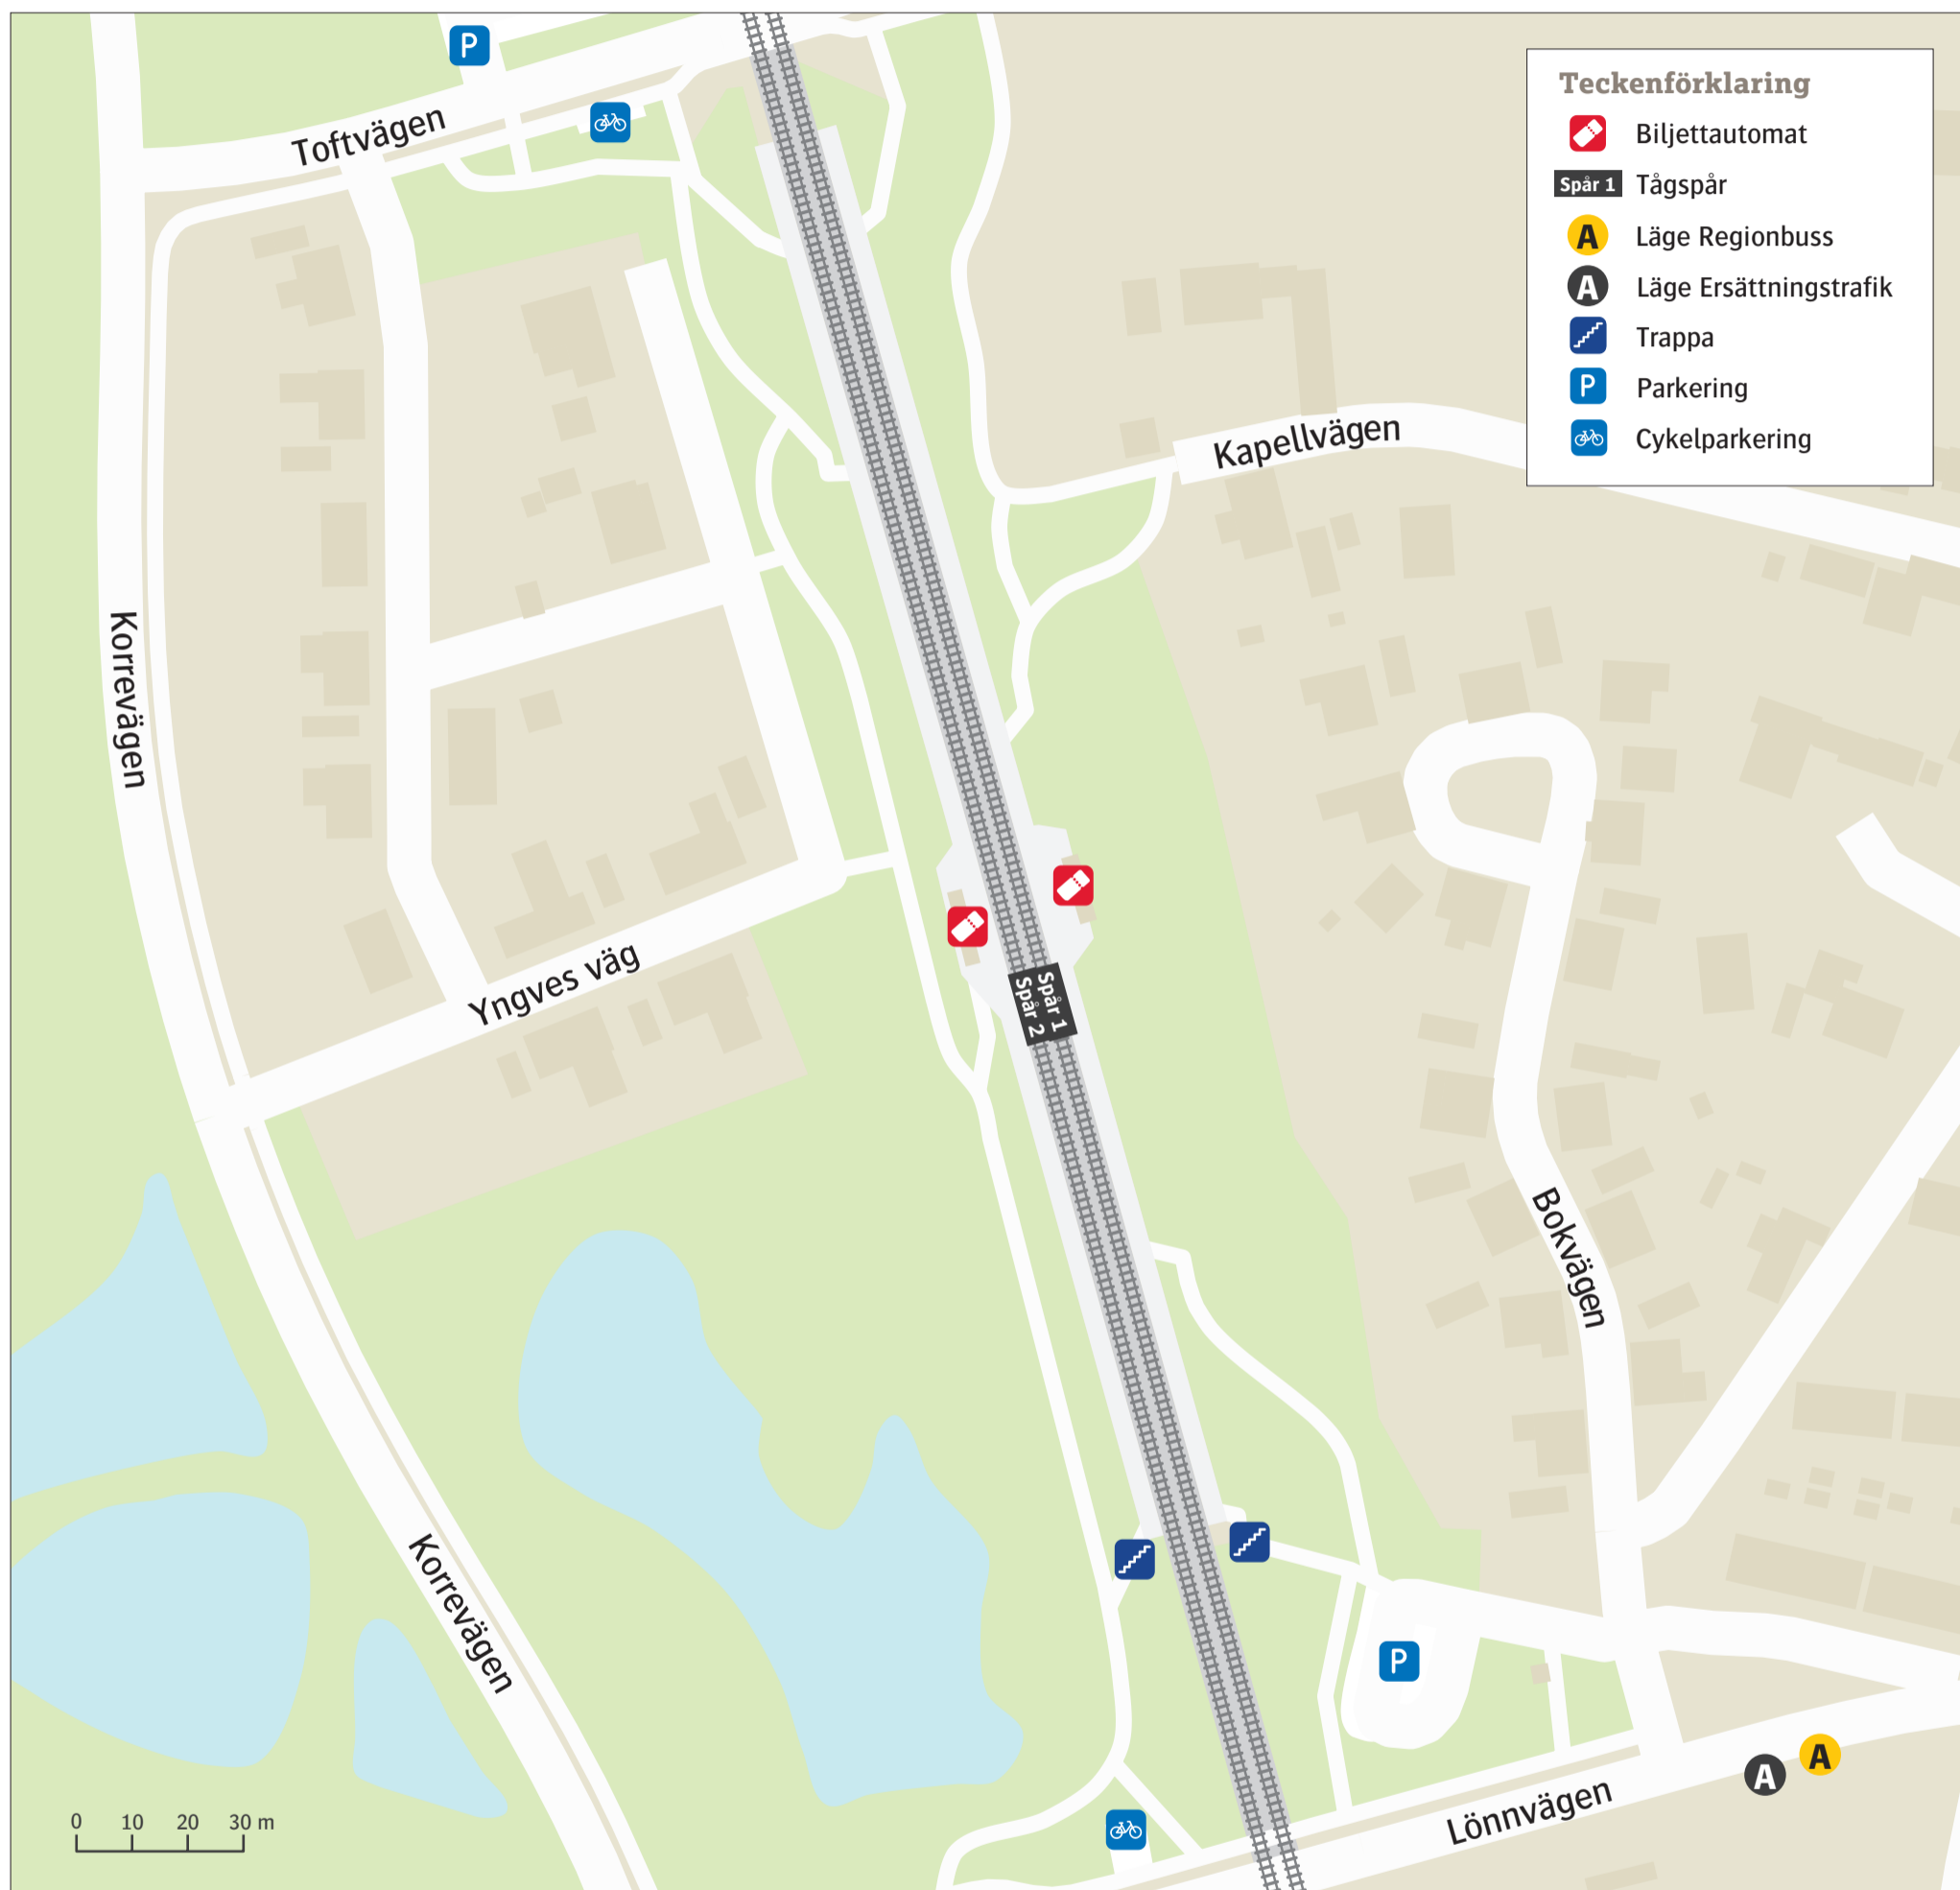 P
Toftvägen
Teckenförklaring
Biljettautomat
Spår 1 Tågspår
A Läge Regionbuss
A Läge Ersättningstrafik
Trappa
P Parkering
Cykelparkering
Kapellvägen
Korrevägen
Yngves väg
Spår 1
Spår 2
Bokvägen
Korrevägen
P
A
A
Lönnvägen
0 10 20 30 m